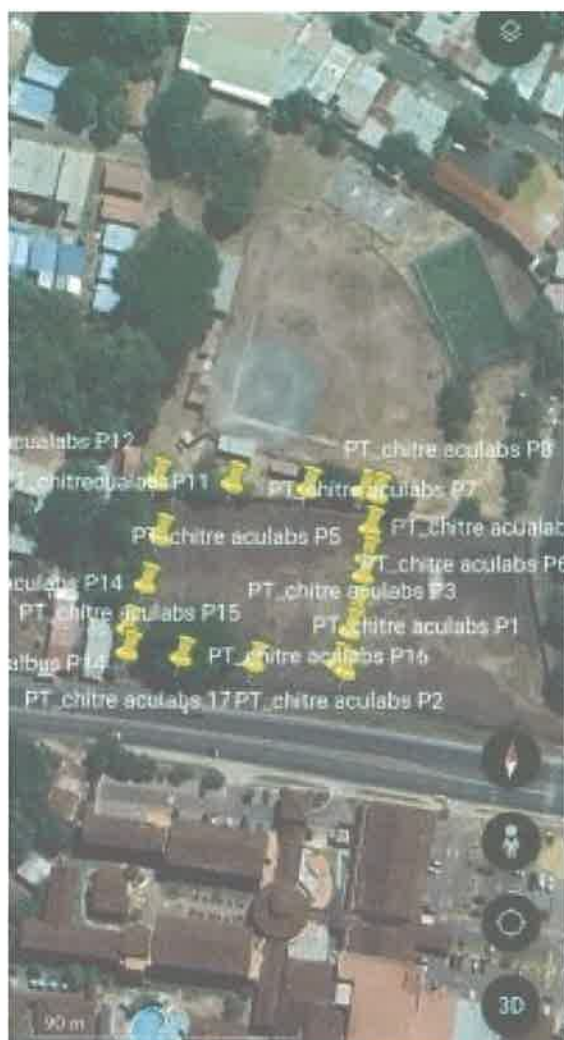 acualabs P12
PT_chitre aculabs P8
P11
PT_chitre aculabs P7
PT_chitre aculabs P5
PT_chitre acualab
PT_chitre aculabs P6
aculabs P14
PT_chitre aculabs P3
PT_chitre aculabs P15
PT_chitre aculabs P1
PT_chitre aculabs P16
PT_chitre aculabs 17
PT_chitre aculabs P2
3D
90 m